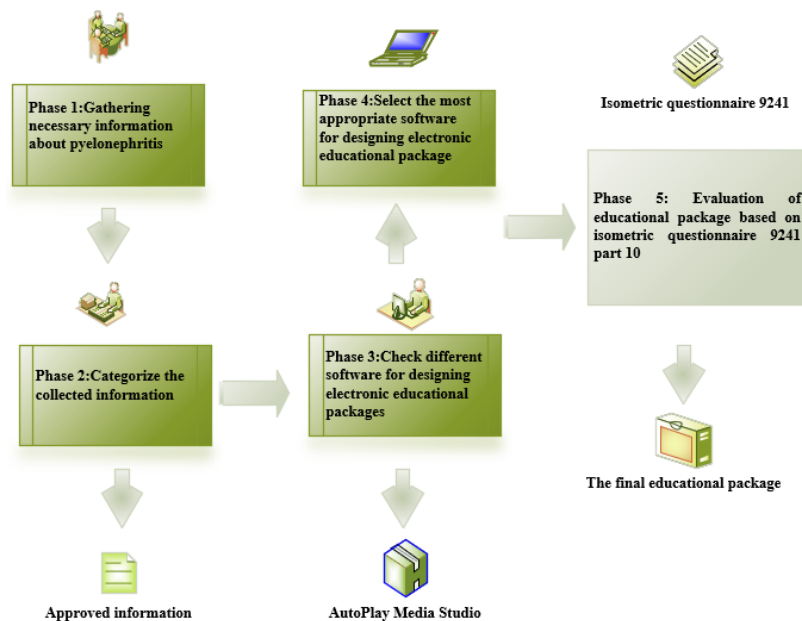 Phase 1:Gathering
necessary information
about pyelonephritis
Phase 2:Categorize the
collected information
Approved information
Phase 3:Check different
software for designing
electronic educational
packages
AutoPlay Media Studio
Phase 4:Select the most
appropriate software
for designing electronic
educational package
Isometric questionnaire 9241
Phase 5: Evaluation of
educational package based on
isometric questionnaire 9241
part 10
The final educational package